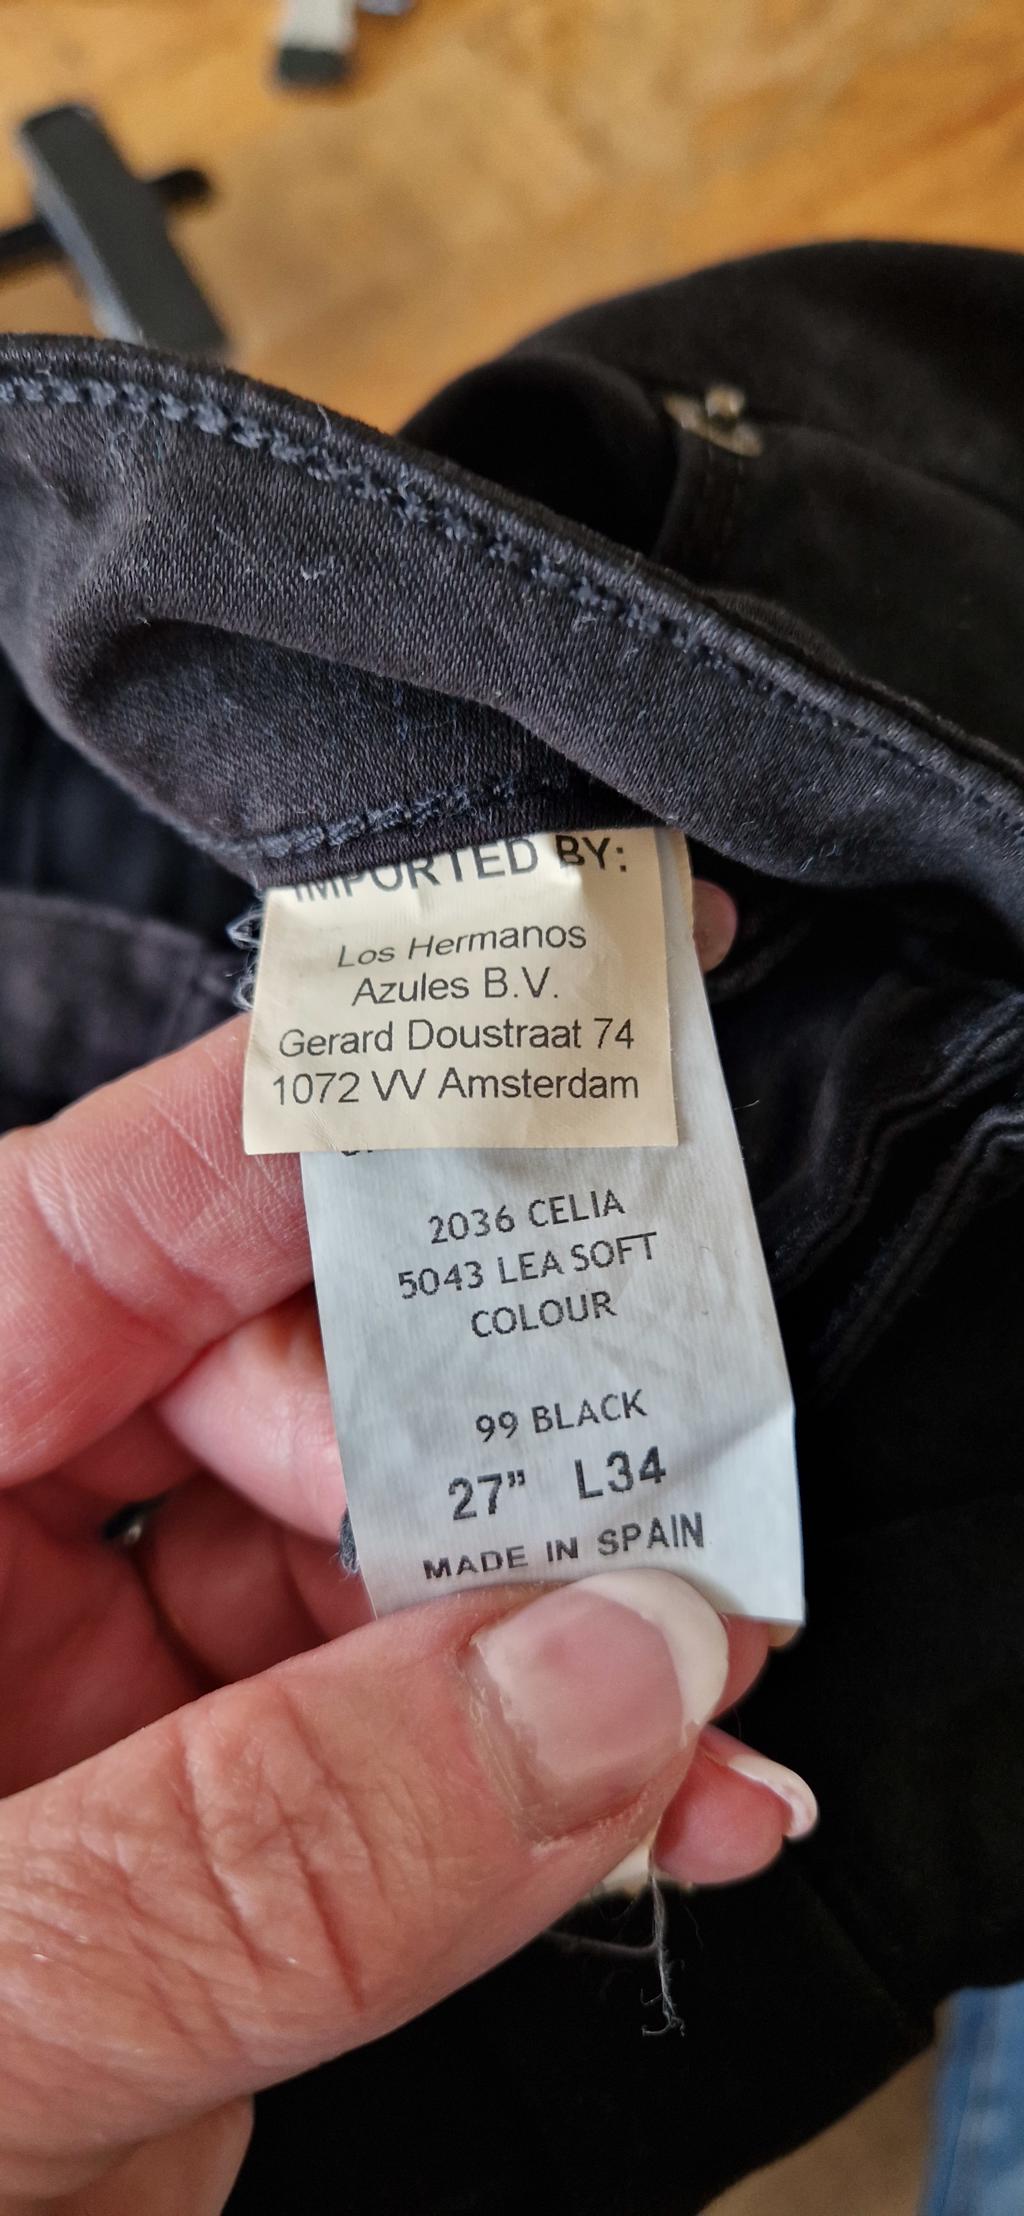 IMPORTED BY:
Los Hermanos
Azules B.V.
Gerard Doustraat 74
1072 VV Amsterdam
2036 CELIA
5043 LEA SOFT
COLOUR
99 BLACK
27" L34
MADE IN SPAIN